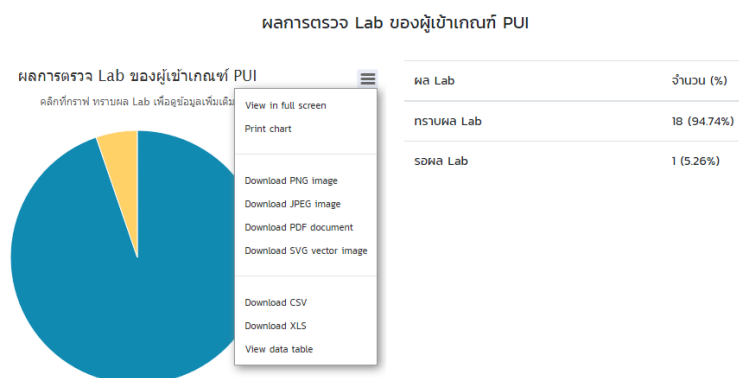 ผลการตรวจ Lab ของผู้เข้าเกณฑ์ PUI
ผลการตรวจ Lab ของผู้เข้าเกณฑ์ PUI
คลิกที่กราฟ ทราบผล Lab เพื่อดูข้อมูลเพิ่มเติม
View in full screen
Print chart
Download PNG image
Download JPEG image
Download PDF document
Download SVG vector image
Download CSV
Download XLS
View data table
ผล Lab จำนวน (%)
ทราบผล Lab 18 (94.74%)
รอผล Lab 1 (5.26%)